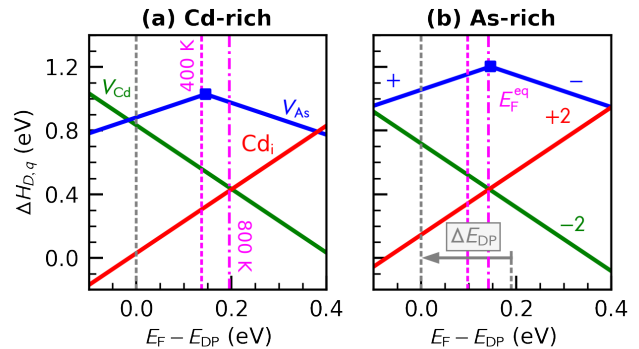 (a) Cd-rich
(b) As-rich
ΔH_{D,q} (eV)
1.2
0.8
0.4
0.0
V_Cd
400 K
V_As
Cd_i
800 K
0.0
0.2
0.4
E_F − E_DP (eV)
+
−
E_F^eq
+2
−2
ΔE_DP
0.0
0.2
0.4
E_F − E_DP (eV)